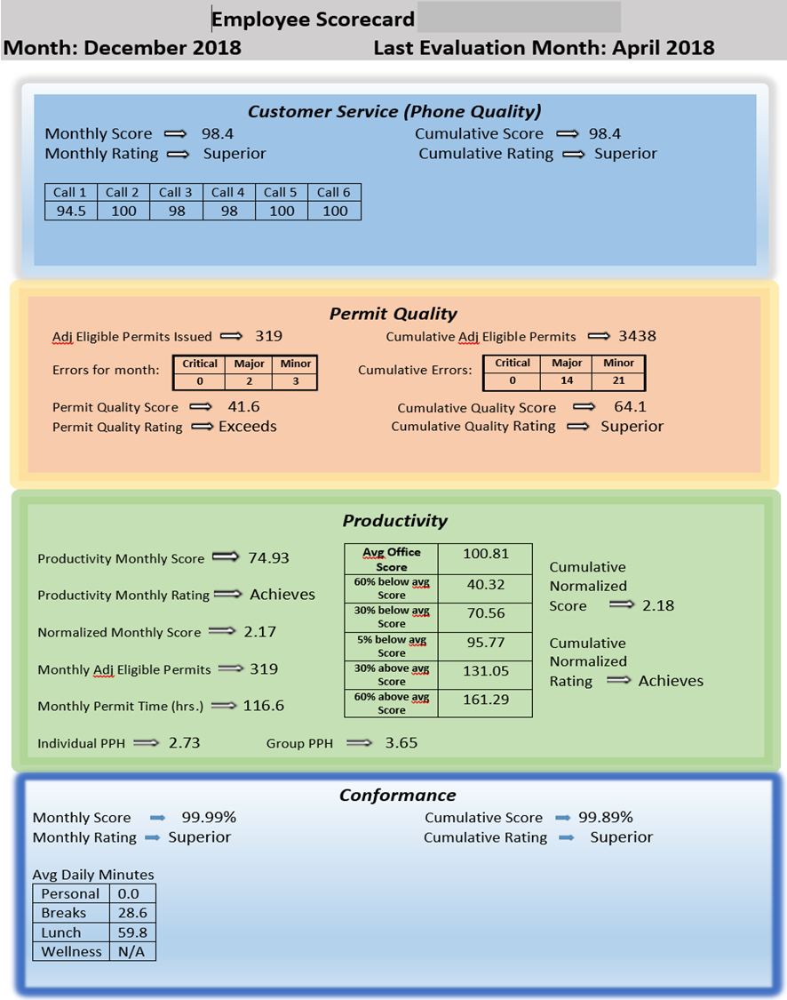 Employee Scorecard
Month: December 2018 Last Evaluation Month: April 2018
Customer Service (Phone Quality)
Monthly Score 98.4 Cumulative Score 98.4
Monthly Rating Superior Cumulative Rating Superior
Call 1 Call 2 Call 3 Call 4 Call 5 Call 6
94.5 100 98 98 100 100
Permit Quality
Adj Eligible Permits Issued 319 Cumulative Adj Eligible Permits 3438
Errors for month: Cumulative Errors:
Critical Major Minor Critical Major Minor
0 2 3 0 14 21
Permit Quality Score 41.6 Cumulative Quality Score 64.1
Permit Quality Rating Exceeds Cumulative Quality Rating Superior
Productivity
Productivity Monthly Score 74.93
Productivity Monthly Rating Achieves
Normalized Monthly Score 2.17
Monthly Adj Eligible Permits 319
Monthly Permit Time (hrs.) 116.6
Avg Office
Score 100.81
60% below avg
Score 40.32
30% below avg
Score 70.56
5% below avg
Score 95.77
30% above avg
Score 131.05
60% above avg
Score 161.29
Cumulative
Normalized
Score 2.18
Cumulative
Normalized
Rating Achieves
Individual PPH 2.73 Group PPH 3.65
Conformance
Monthly Score 99.99% Cumulative Score 99.89%
Monthly Rating Superior Cumulative Rating Superior
Avg Daily Minutes
Personal 0.0
Breaks 28.6
Lunch 59.8
Wellness N/A